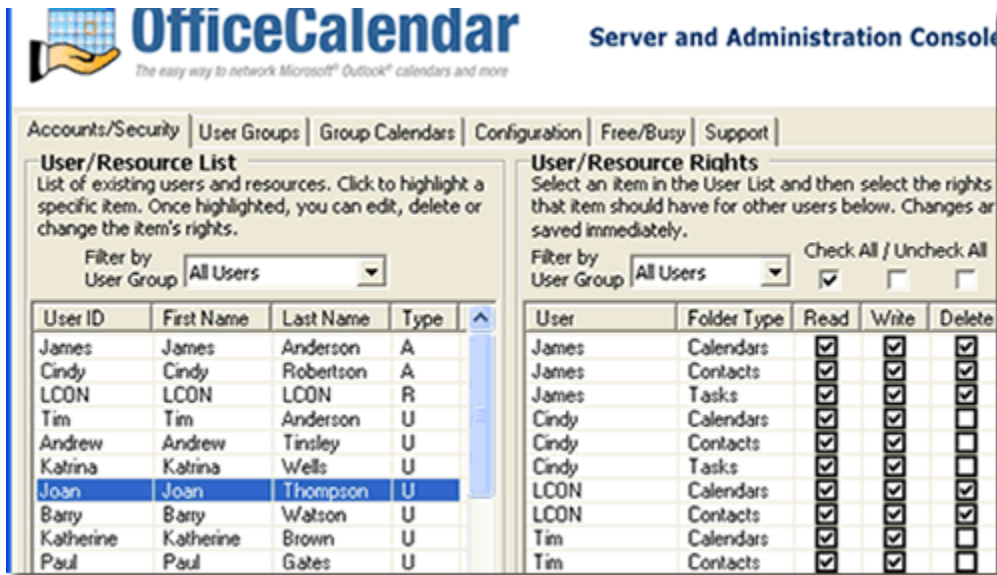 OfficeCalendar
The easy way to network Microsoft® Outlook® calendars and more
Server and Administration Console
Accounts/Security User Groups Group Calendars Configuration Free/Busy Support
User/Resource List
List of existing users and resources. Click to highlight a
specific item. Once highlighted, you can edit, delete or
change the item's rights.
Filter by
User Group All Users
User ID First Name Last Name Type
James James Anderson A
Cindy Cindy Robertson A
LCON LCON LCON R
Tim Tim Anderson U
Andrew Andrew Tinsley U
Katrina Katrina Wells U
Joan Joan Thompson U
Barry Barry Watson U
Katherine Katherine Brown U
Paul Paul Gates U
User/Resource Rights
Select an item in the User List and then select the rights
that item should have for other users below. Changes ar
saved immediately.
Filter by
User Group All Users
Check All / Uncheck All
User Folder Type Read Write Delete
James Calendars
James Contacts
James Tasks
Cindy Calendars
Cindy Contacts
Cindy Tasks
LCON Calendars
LCON Contacts
Tim Calendars
Tim Contacts